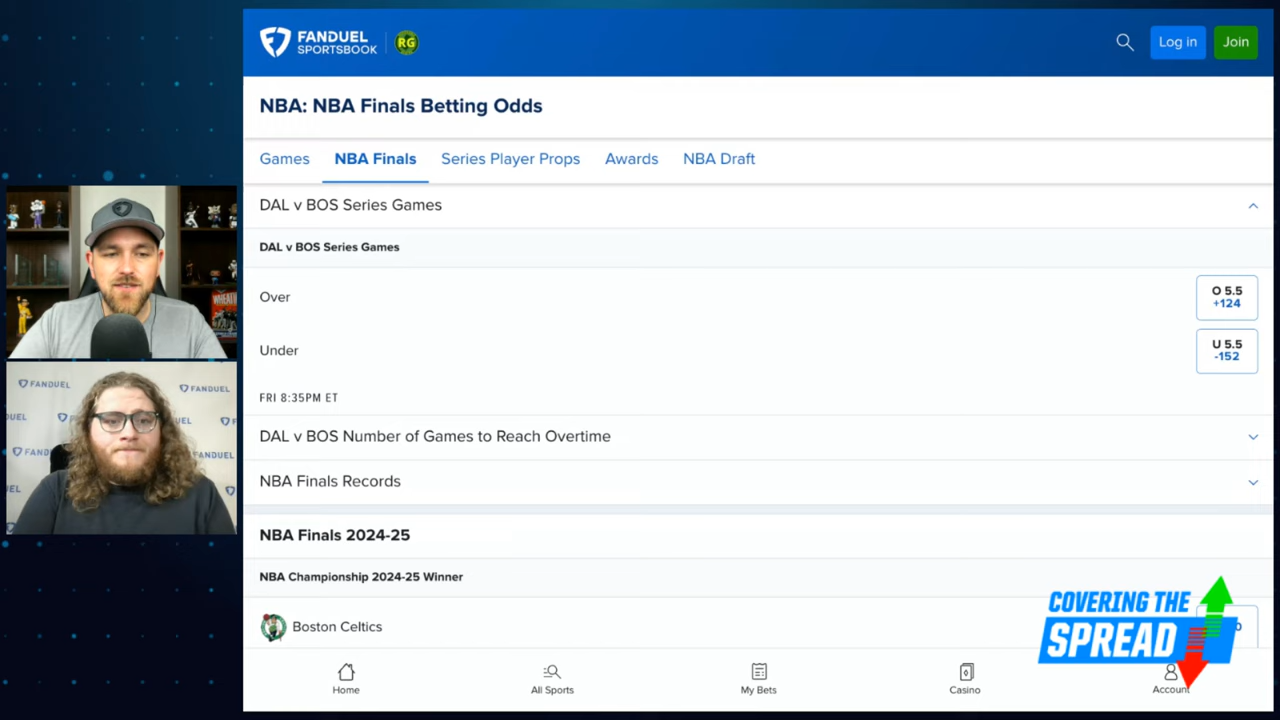 FANDUEL
SPORTSBOOK
RG
Log in
Join
NBA: NBA Finals Betting Odds
Games
NBA Finals
Series Player Props
Awards
NBA Draft
DAL v BOS Series Games
DAL v BOS Series Games
Over
O 5.5
+124
Under
U 5.5
-152
FRI 8:35PM ET
DAL v BOS Number of Games to Reach Overtime
NBA Finals Records
NBA Finals 2024-25
NBA Championship 2024-25 Winner
Boston Celtics
Home
All Sports
My Bets
Casino
Account
COVERING THE
SPREAD
FANDUEL
FANDUEL
FANDUEL